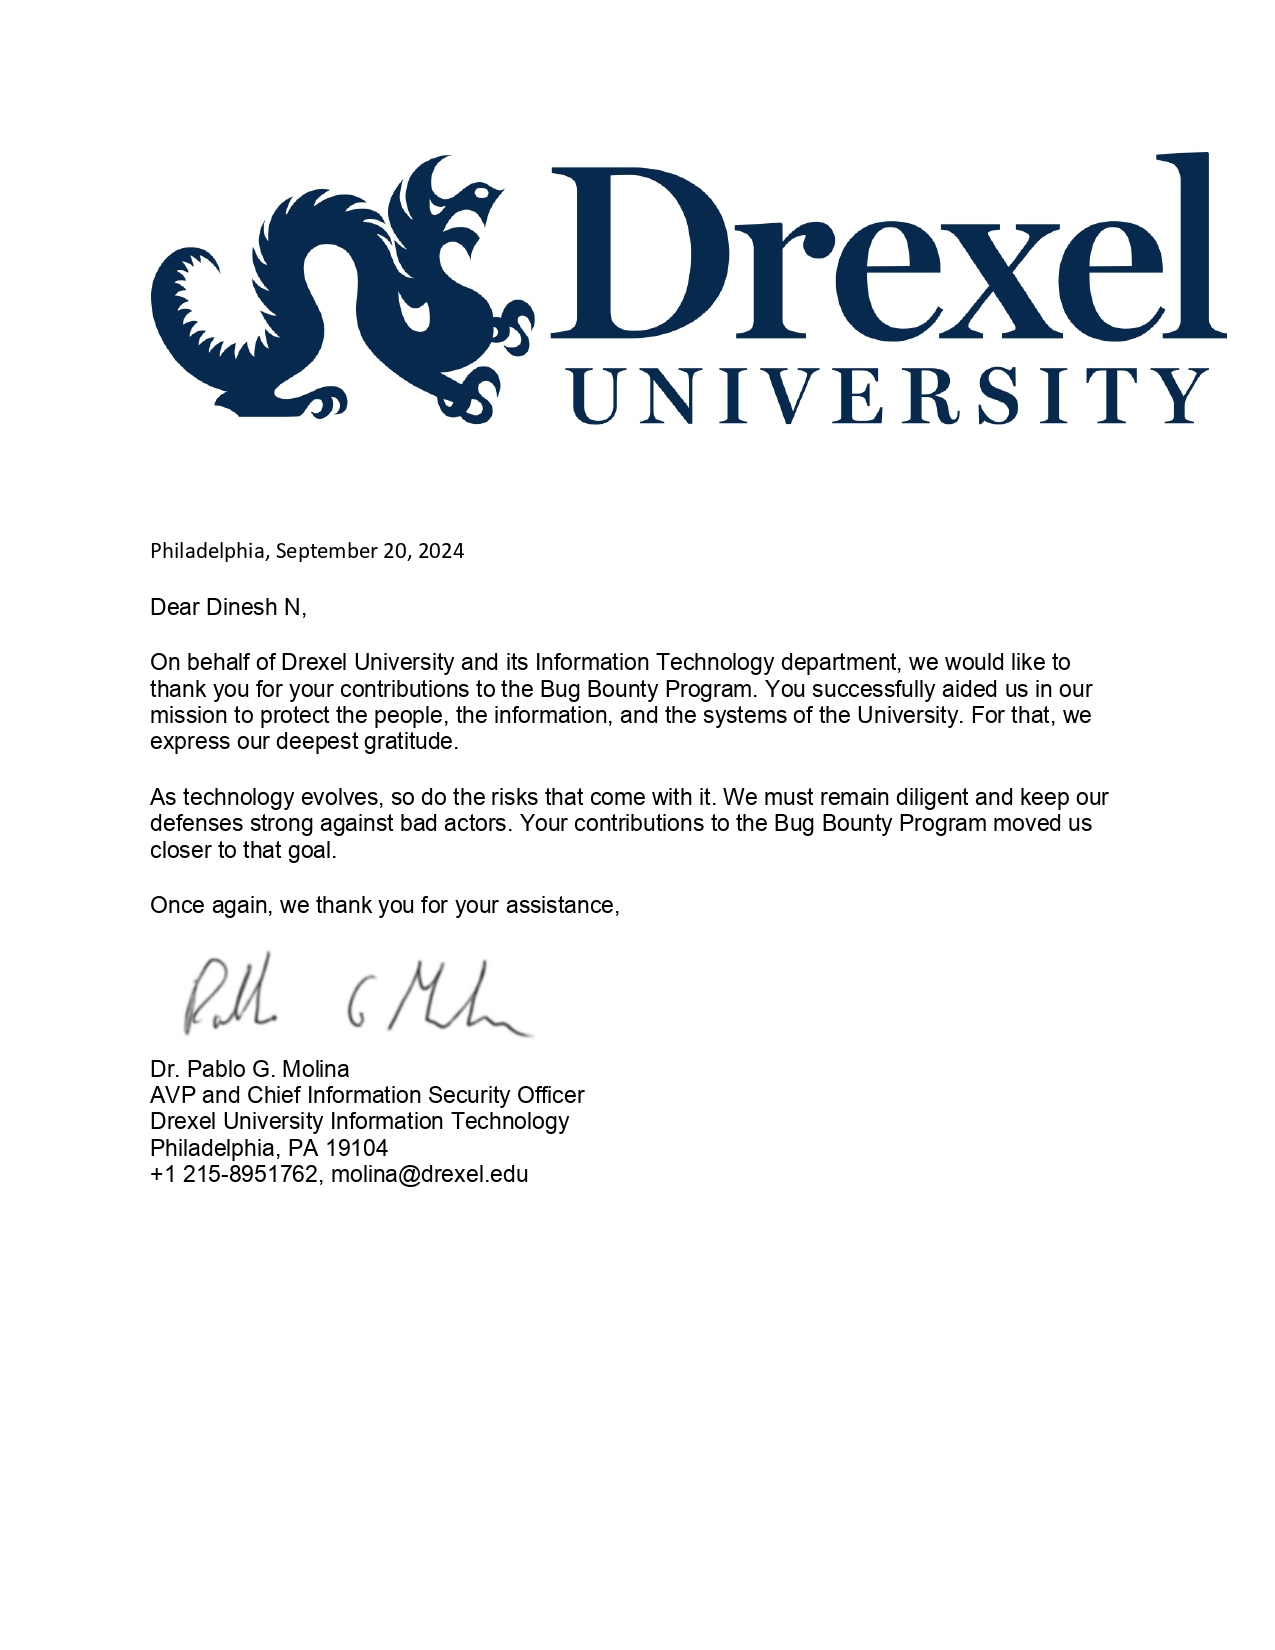 Drexel
UNIVERSITY
Philadelphia, September 20, 2024
Dear Dinesh N,
On behalf of Drexel University and its Information Technology department, we would like to
thank you for your contributions to the Bug Bounty Program. You successfully aided us in our
mission to protect the people, the information, and the systems of the University. For that, we
express our deepest gratitude.
As technology evolves, so do the risks that come with it. We must remain diligent and keep our
defenses strong against bad actors. Your contributions to the Bug Bounty Program moved us
closer to that goal.
Once again, we thank you for your assistance,
Dr. Pablo G. Molina
AVP and Chief Information Security Officer
Drexel University Information Technology
Philadelphia, PA 19104
+1 215-8951762, molina@drexel.edu